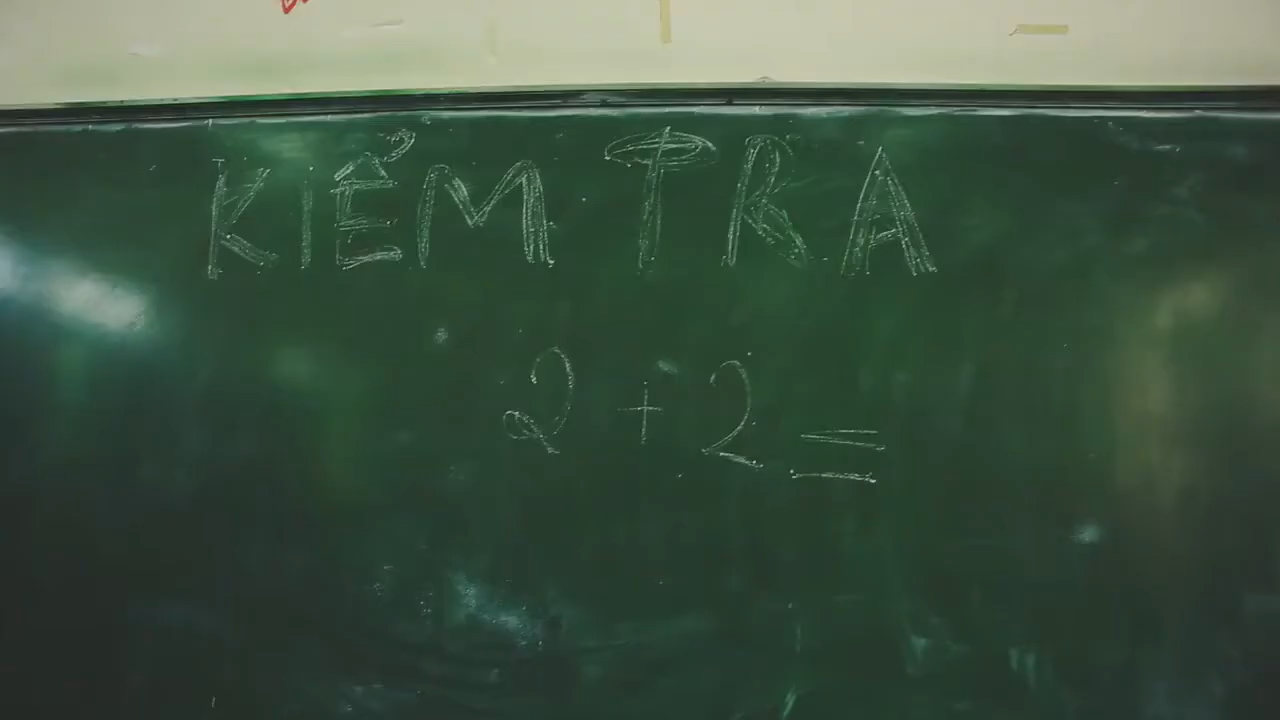 KIỂM TRA
2 + 2 =